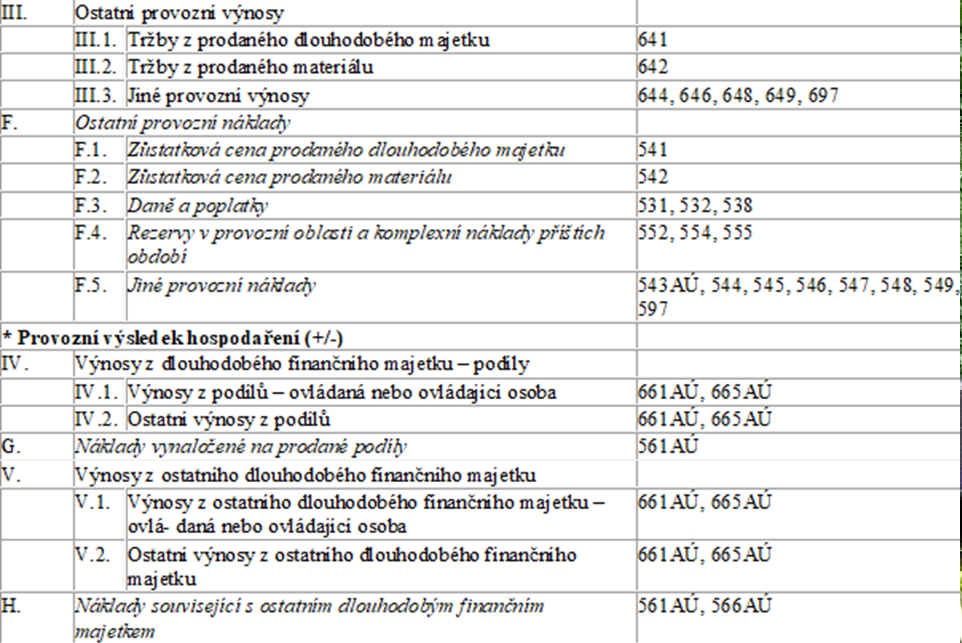 III. Ostatní provozní výnosy
III.1. Tržby z prodaného dlouhodobého majetku 641
III.2. Tržby z prodaného materiálu 642
III.3. Jiné provozní výnosy 644, 646, 648, 649, 697
F. Ostatní provozní náklady
F.1. Zůstatková cena prodaného dlouhodobého majetku 541
F.2. Zůstatková cena prodaného materiálu 542
F.3. Daně a poplatky 531, 532, 538
F.4. Rezervy v provozní oblasti a komplexní náklady příštích 552, 554, 555
období
F.5. Jiné provozní náklady 543AÚ, 544, 545, 546, 547, 548, 549,
597
* Provozní výsledek hospodaření (+/-)
IV. Výnosy z dlouhodobého finančního majetku – podíly
IV.1. Výnosy z podílů – ovládaná nebo ovládající osoba 661AÚ, 665AÚ
IV.2. Ostatní výnosy z podílů 661AÚ, 665AÚ
G. Náklady vynaložené na prodané podíly 561AÚ
V. Výnosy z ostatního dlouhodobého finančního majetku
V.1. Výnosy z ostatního dlouhodobého finančního majetku – 661AÚ, 665AÚ
ovlá- daná nebo ovládající osoba
V.2. Ostatní výnosy z ostatního dlouhodobého finančního 661AÚ, 665AÚ
majetku
H. Náklady související s ostatním dlouhodobým finančním 561AÚ, 566AÚ
majetkem